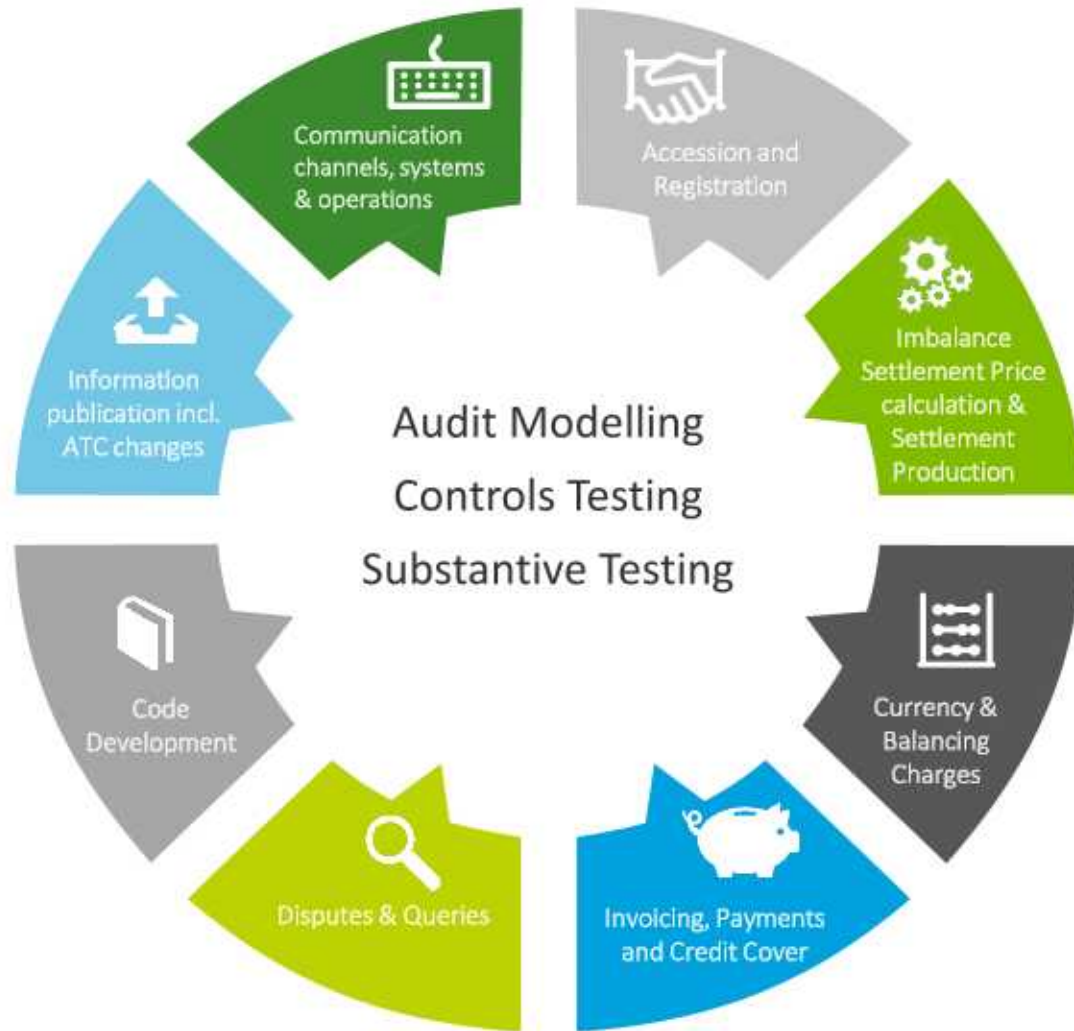 Communication
channels, systems
& operations
Accession and
Registration
Imbalance
Settlement Price
calculation &
Settlement
Production
Currency &
Balancing
Charges
Invoicing, Payments
and Credit Cover
Disputes & Queries
Code
Development
Information
publication incl.
ATC changes
Audit Modelling
Controls Testing
Substantive Testing